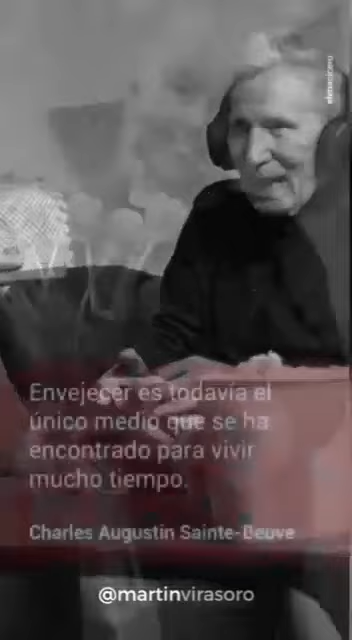 Envejecer es todavía el
único medio que se ha
encontrado para vivir
mucho tiempo.
Charles Augustin Sainte-Beuve
@martinvirasoro